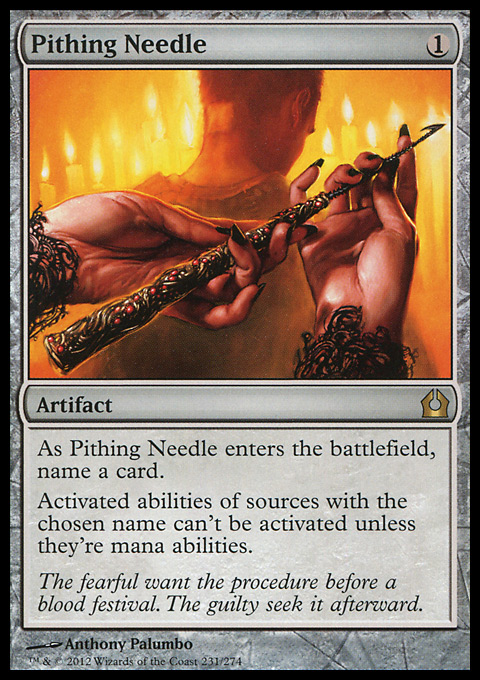 Pithing Needle 1
Artifact
As Pithing Needle enters the battlefield,
name a card.
Activated abilities of sources with the
chosen name can't be activated unless
they're mana abilities.
The fearful want the procedure before a
blood festival. The guilty seek it afterward.
Anthony Palumbo
™ & © 2012 Wizards of the Coast 231/274